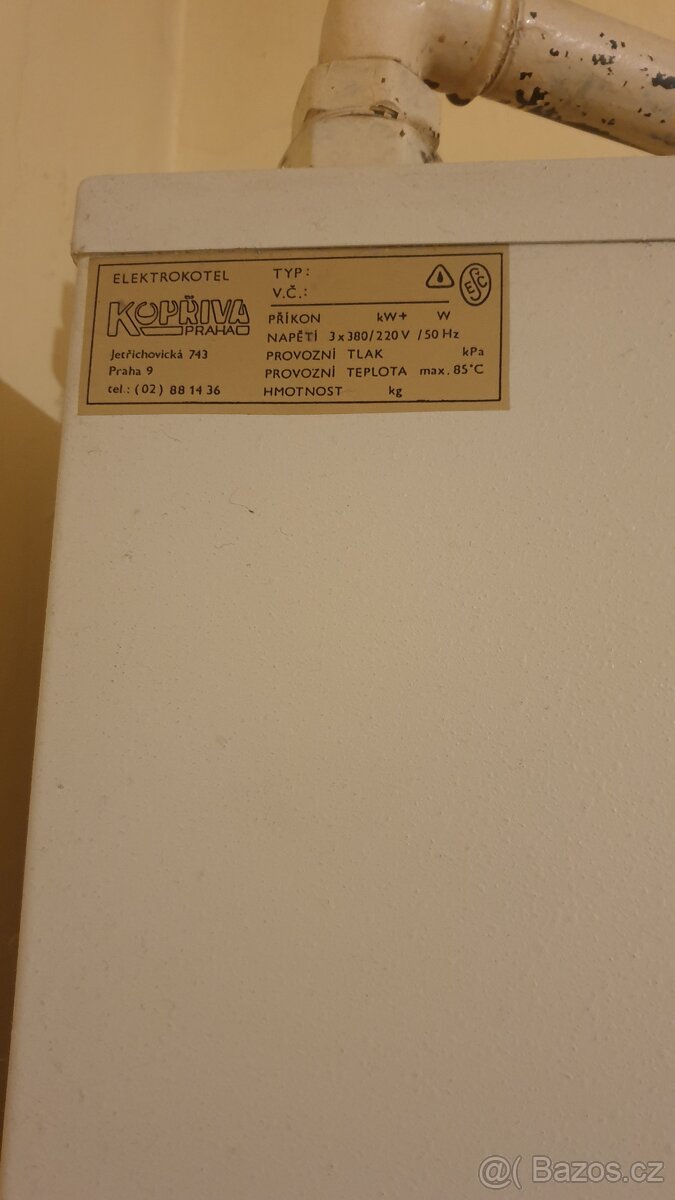 ELEKTROKOTEL
KOPŘIVA
PRAHA
Jetřichovická 743
Praha 9
tel.: (02) 88 14 36
TYP:
V.Č.:
ESČ
PŘÍKON kW+ W
NAPĚTÍ 3x380/220V /50 Hz
PROVOZNÍ TLAK kPa
PROVOZNÍ TEPLOTA max. 85°C
HMOTNOST kg
@( Bazos.cz